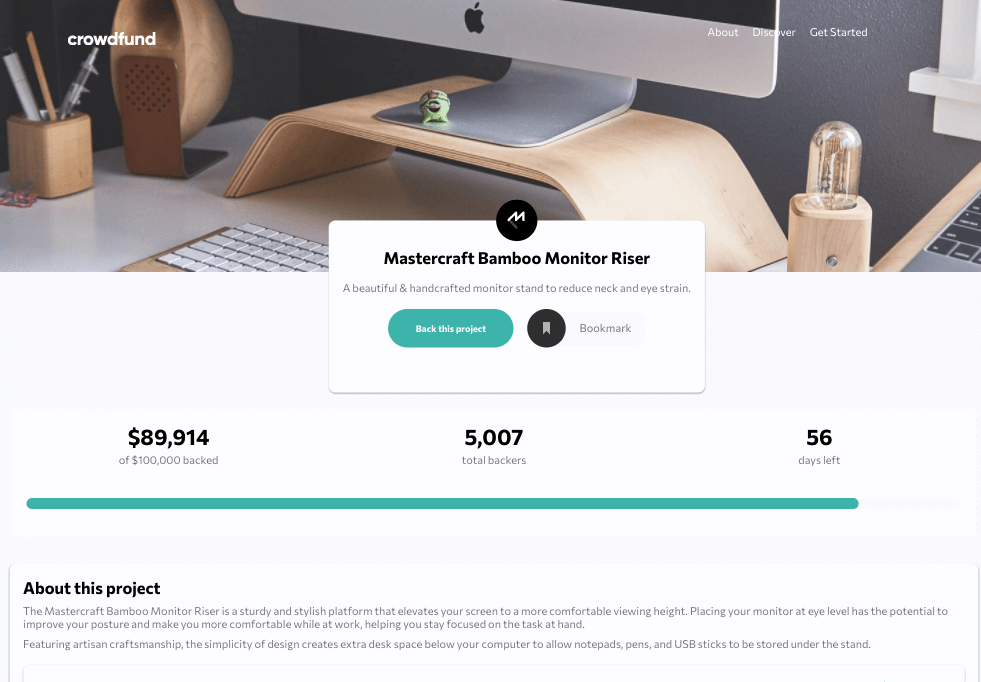 crowdfund
About Discover Get Started
Mastercraft Bamboo Monitor Riser
A beautiful & handcrafted monitor stand to reduce neck and eye strain.
Back this project
Bookmark
$89,914
of $100,000 backed
5,007
total backers
56
days left
About this project
The Mastercraft Bamboo Monitor Riser is a sturdy and stylish platform that elevates your screen to a more comfortable viewing height. Placing your monitor at eye level has the potential to
improve your posture and make you more comfortable while at work, helping you stay focused on the task at hand.
Featuring artisan craftsmanship, the simplicity of design creates extra desk space below your computer to allow notepads, pens, and USB sticks to be stored under the stand.